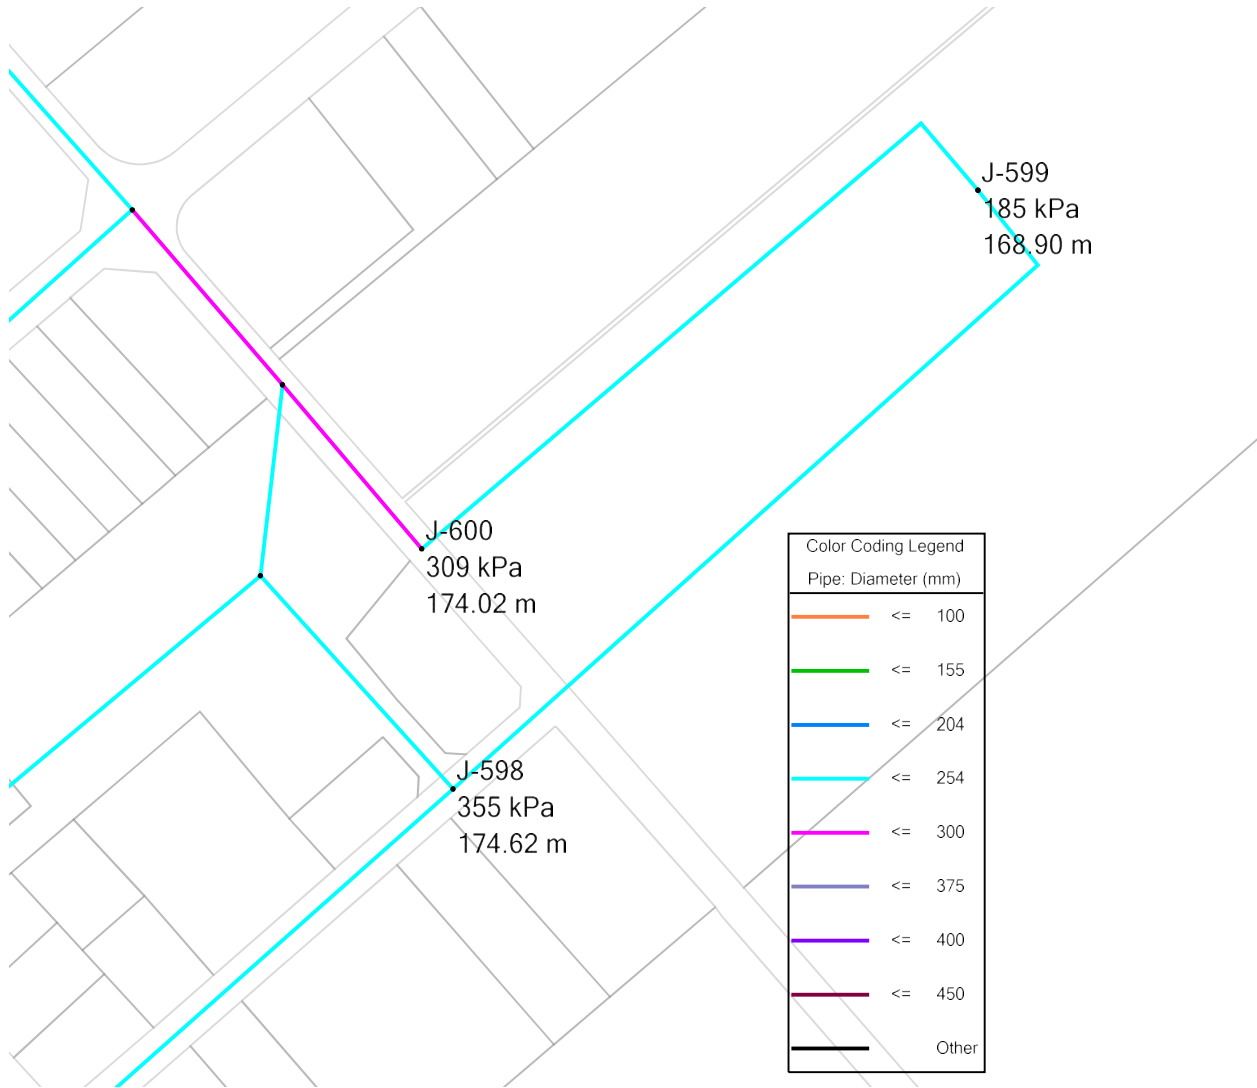 J-599
185 kPa
168.90 m
J-600
309 kPa
174.02 m
J-598
355 kPa
174.62 m
Color Coding Legend
Pipe: Diameter (mm)
<= 100
<= 155
<= 204
<= 254
<= 300
<= 375
<= 400
<= 450
Other